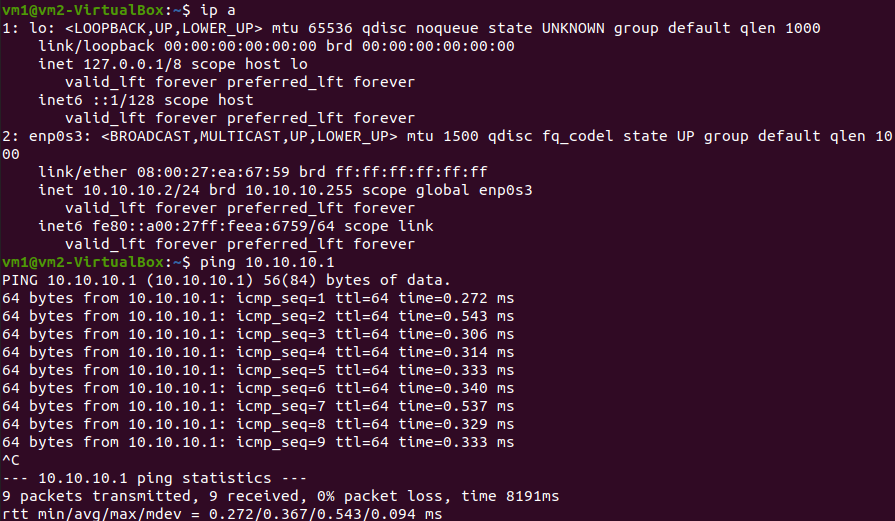 vm1@vm2-VirtualBox:~$ ip a
1: lo: <LOOPBACK,UP,LOWER_UP> mtu 65536 qdisc noqueue state UNKNOWN group default qlen 1000
    link/loopback 00:00:00:00:00:00 brd 00:00:00:00:00:00
    inet 127.0.0.1/8 scope host lo
       valid_lft forever preferred_lft forever
    inet6 ::1/128 scope host
       valid_lft forever preferred_lft forever
2: enp0s3: <BROADCAST,MULTICAST,UP,LOWER_UP> mtu 1500 qdisc fq_codel state UP group default qlen 10
00
    link/ether 08:00:27:ea:67:59 brd ff:ff:ff:ff:ff:ff
    inet 10.10.10.2/24 brd 10.10.10.255 scope global enp0s3
       valid_lft forever preferred_lft forever
    inet6 fe80::a00:27ff:feea:6759/64 scope link
       valid_lft forever preferred_lft forever
vm1@vm2-VirtualBox:~$ ping 10.10.10.1
PING 10.10.10.1 (10.10.10.1) 56(84) bytes of data.
64 bytes from 10.10.10.1: icmp_seq=1 ttl=64 time=0.272 ms
64 bytes from 10.10.10.1: icmp_seq=2 ttl=64 time=0.543 ms
64 bytes from 10.10.10.1: icmp_seq=3 ttl=64 time=0.306 ms
64 bytes from 10.10.10.1: icmp_seq=4 ttl=64 time=0.314 ms
64 bytes from 10.10.10.1: icmp_seq=5 ttl=64 time=0.333 ms
64 bytes from 10.10.10.1: icmp_seq=6 ttl=64 time=0.340 ms
64 bytes from 10.10.10.1: icmp_seq=7 ttl=64 time=0.537 ms
64 bytes from 10.10.10.1: icmp_seq=8 ttl=64 time=0.329 ms
64 bytes from 10.10.10.1: icmp_seq=9 ttl=64 time=0.333 ms
^C
--- 10.10.10.1 ping statistics ---
9 packets transmitted, 9 received, 0% packet loss, time 8191ms
rtt min/avg/max/mdev = 0.272/0.367/0.543/0.094 ms